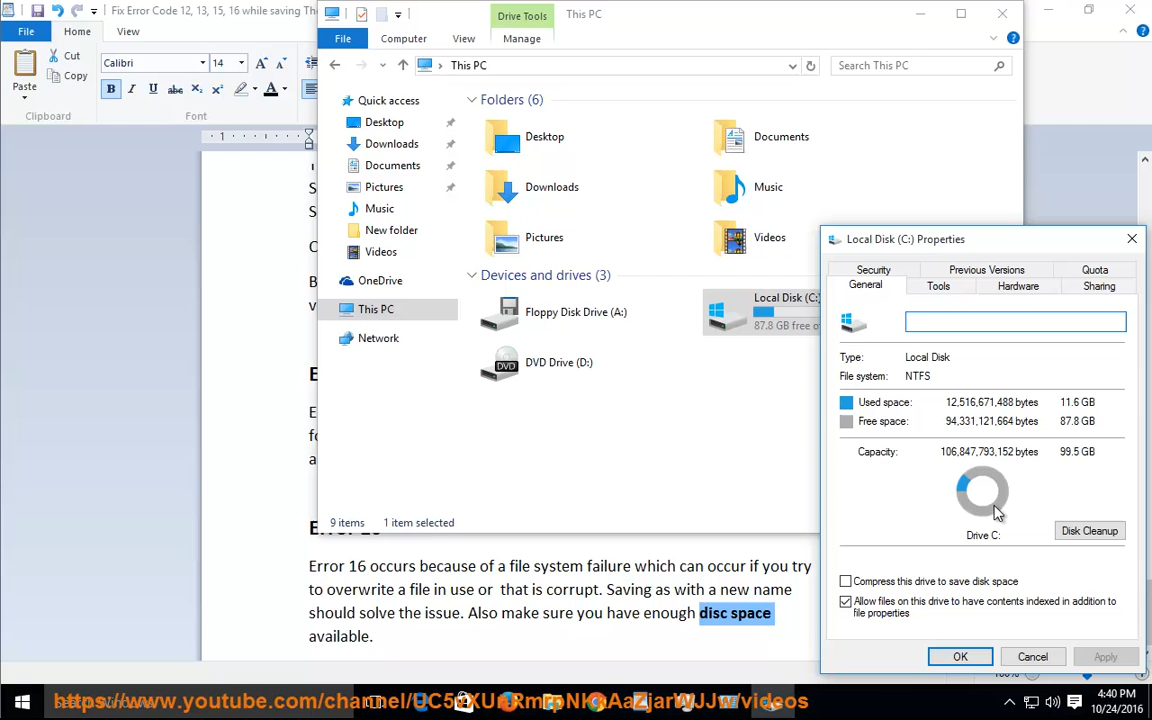 Fix Error Code 12, 13, 15, 16 while saving Th
Drive Tools
This PC
File
Home
View
File
Computer
View
Manage
Paste
Cut
Copy
Calibri
14
B I U abc X₂ X² A
Clipboard
Font
This PC
Search This PC
Quick access
Desktop
Downloads
Documents
Pictures
Music
New folder
Videos
OneDrive
This PC
Network
Folders (6)
Desktop
Documents
Downloads
Music
Pictures
Videos
Devices and drives (3)
Floppy Disk Drive (A:)
Local Disk (C:)
87.8 GB free o
DVD
DVD Drive (D:)
9 items
1 item selected
Local Disk (C:) Properties
Security
Previous Versions
Quota
General
Tools
Hardware
Sharing
Type: Local Disk
File system: NTFS
Used space: 12,516,671,488 bytes 11.6 GB
Free space: 94,331,121,664 bytes 87.8 GB
Capacity: 106,847,793,152 bytes 99.5 GB
Drive C:
Disk Cleanup
Compress this drive to save disk space
Allow files on this drive to have contents indexed in addition to
file properties
OK
Cancel
Apply
Error 16 occurs because of a file system failure which can occur if you try
to overwrite a file in use or that is corrupt. Saving as with a new name
should solve the issue. Also make sure you have enough disc space
available.
100%
4:40 PM
10/24/2016